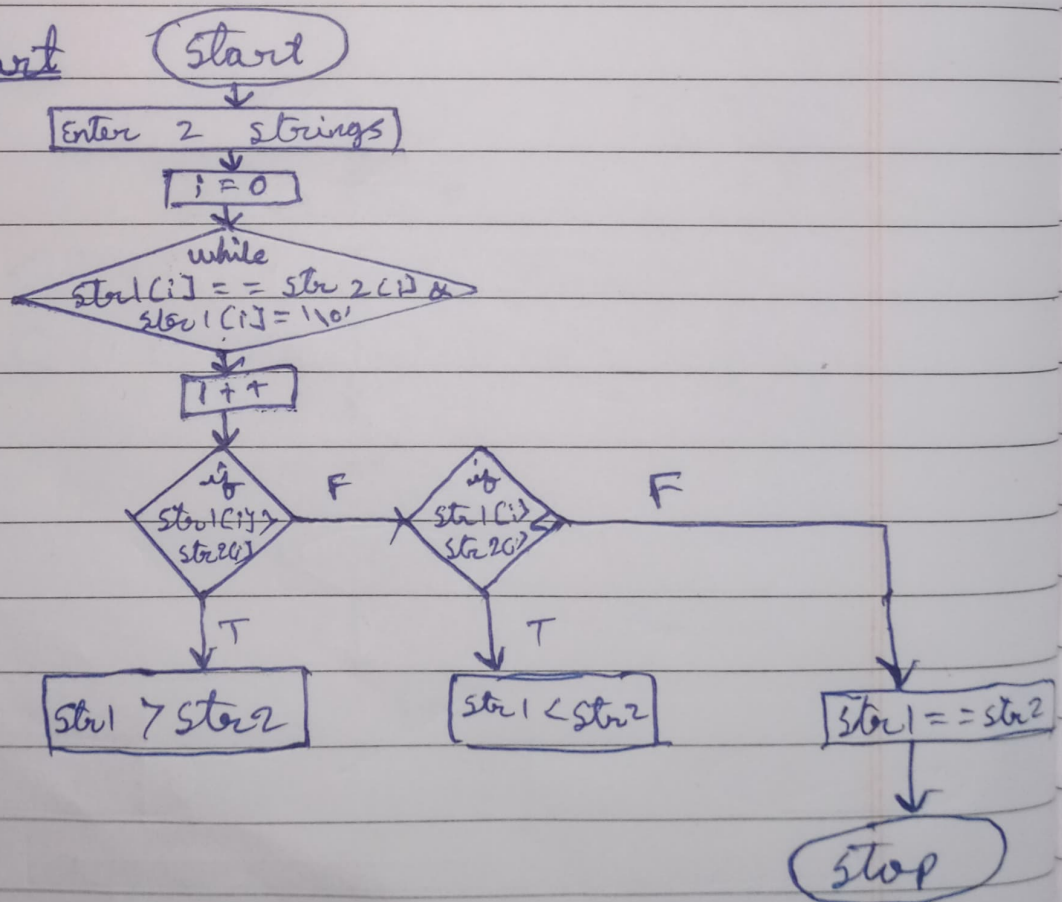 art
Start
Enter 2 strings
i = 0
while
str1[i] == str2[i] &
str1[i] = '\0'
i++
if
str1[i] >
str2[i]
F
if
str1[i] <
str2[i]
F
T
T
str1 > str2
str1 < str2
str1 == str2
Stop